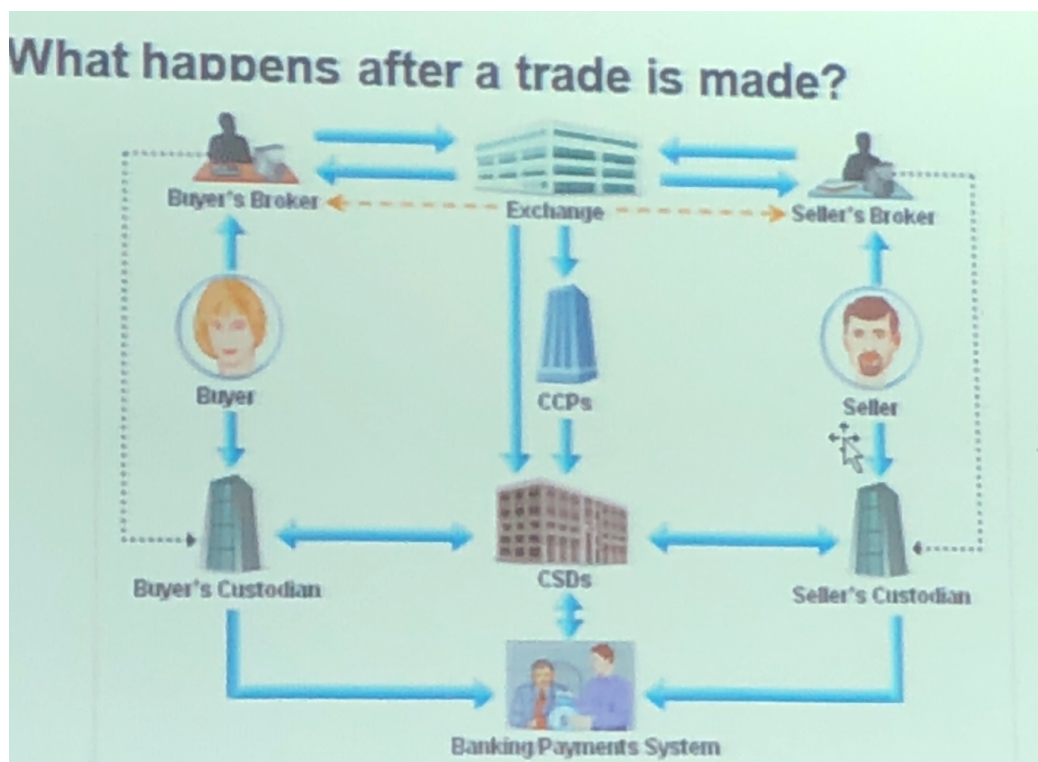 What happens after a trade is made?
Buyer's Broker
Exchange
Seller's Broker
Buyer
CCPs
Seller
Buyer's Custodian
CSDs
Seller's Custodian
Banking/Payments System